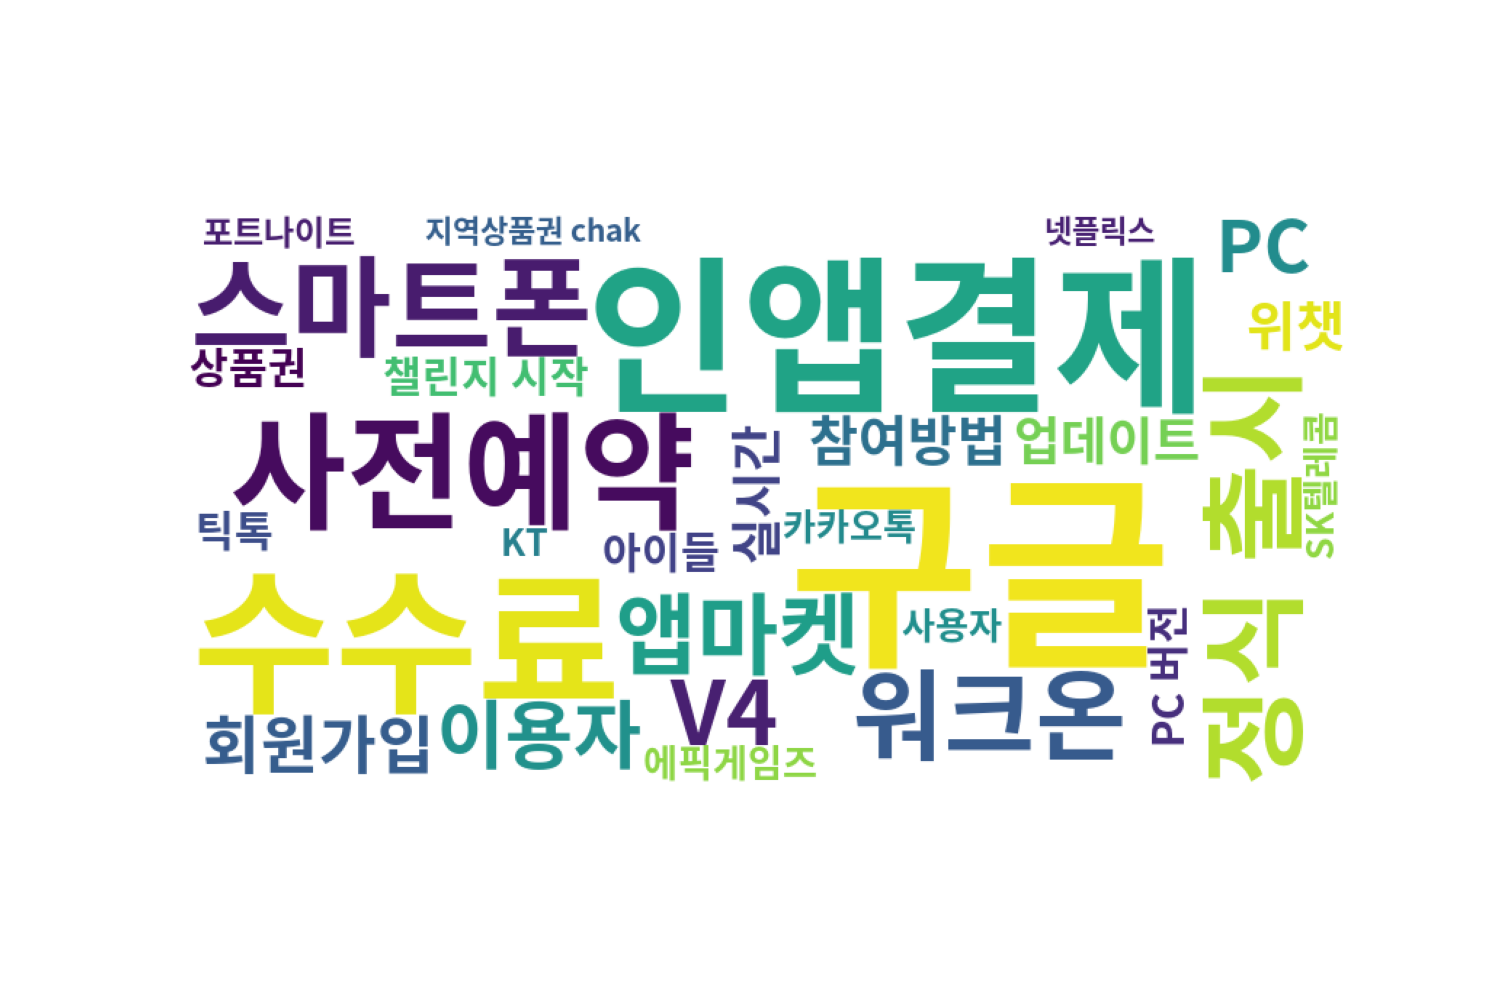 포트나이트
지역상품권 chak
넷플릭스
PC
스마트폰
인앱결제
위챗
상품권
챌린지 시작
사전예약
실시간
참여방법
업데이트
정식 출시
SK텔레콤
틱톡
KT
아이들
카카오톡
구글
수수료
앱마켓
사용자
PC 버전
회원가입
이용자
V4
워크온
에픽게임즈